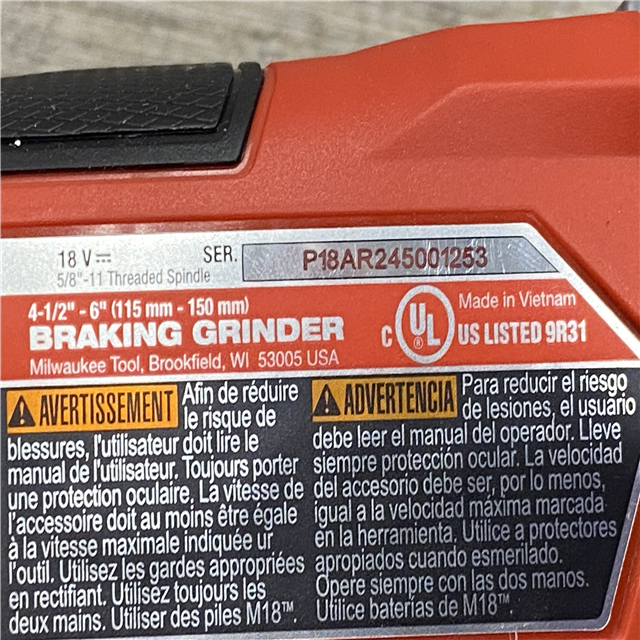 18 V⎓ SER. P18AR245001253
5/8"-11 Threaded Spindle
4-1/2" - 6" (115 mm - 150 mm)
BRAKING GRINDER
Milwaukee Tool, Brookfield, WI 53005 USA
C UL ® US LISTED 9R31
Made in Vietnam
AVERTISSEMENT Afin de réduire
le risque de
blessures, l'utilisateur doit lire le
manuel de l'utilisateur. Toujours porter
une protection oculaire. La vitesse de
l'accessoire doit au moins être égale
à la vitesse maximale indiquée ur
l'outil. Utilisez les gardes appropriées
en rectifiant. Utilisez toujours les
deux mains. Utiliser des piles M18™.
ADVERTENCIA Para reducir el riesgo
de lesiones, el usuario
debe leer el manual del operador. Lleve
siempre protección ocular. La velocidad
del accesorio debe ser, por lo menos,
igual a la velocidad máxima marcada
en la herramienta. Utilice a protectores
apropiados cuando esmerilado.
Opere siempre con las dos manos.
Utilice baterías de M18™.